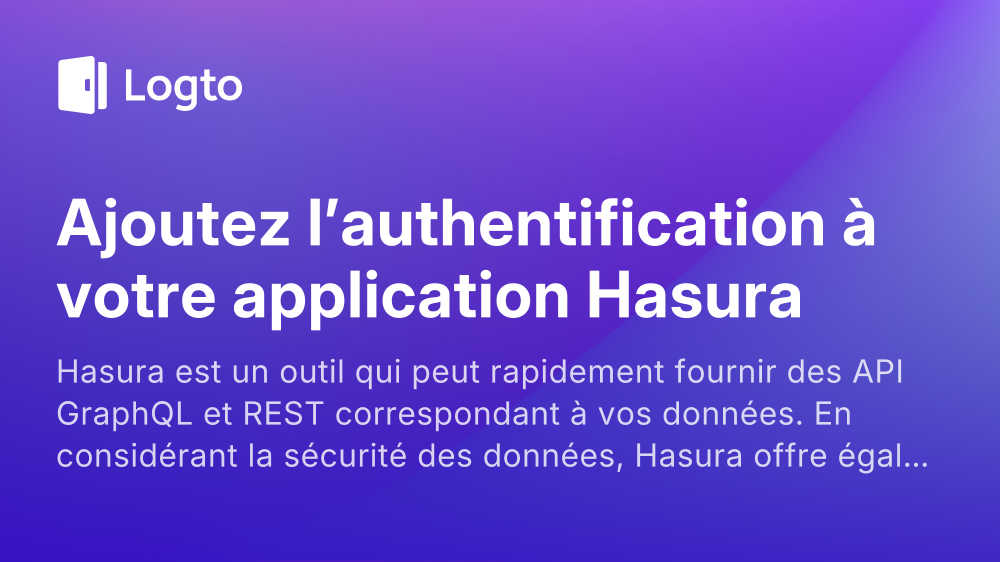 Logto
Ajoutez l’authentification à
votre application Hasura
Hasura est un outil qui peut rapidement fournir des API
GraphQL et REST correspondant à vos données. En
considérant la sécurité des données, Hasura offre égal...